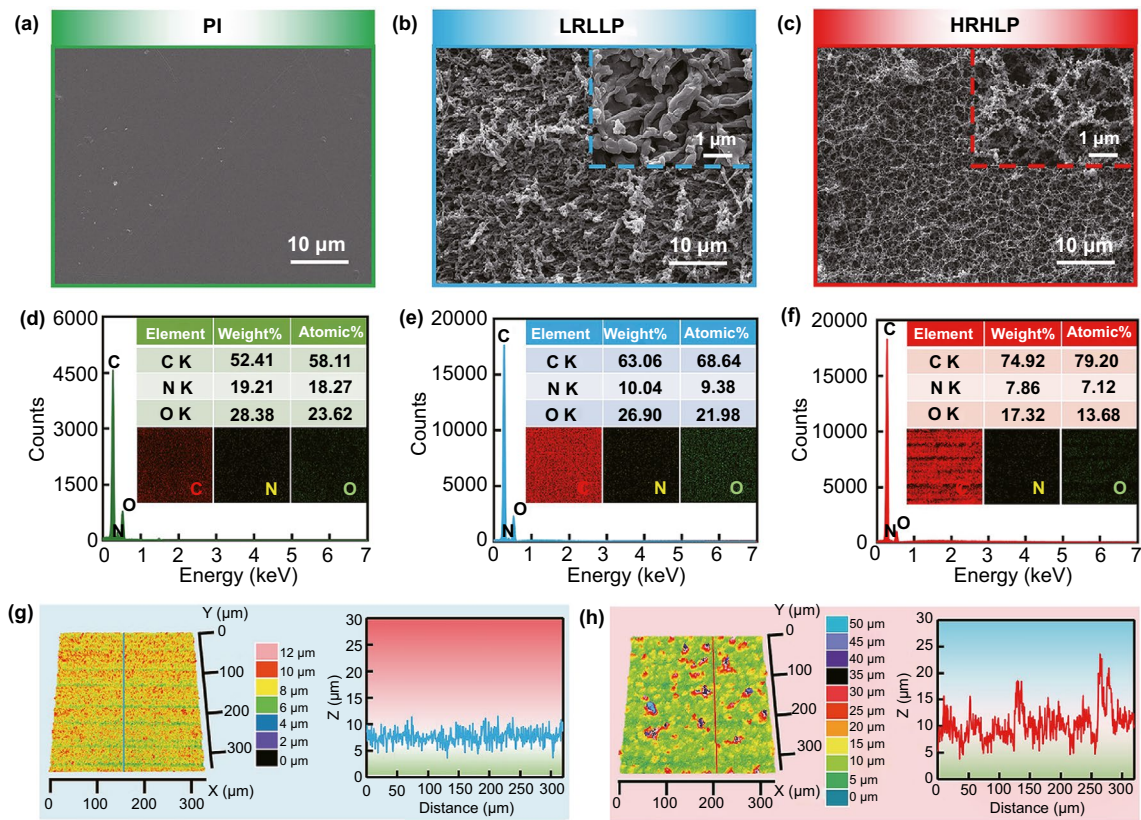 (a) PI
10 µm
(b) LRLLP
1 µm
10 µm
(c) HRHLP
1 µm
10 µm
(d)
6000
4500
3000
1500
0
Counts
C
N
O
Element Weight% Atomic%
C K 52.41 58.11
N K 19.21 18.27
O K 28.38 23.62
C N O
0 1 2 3 4 5 6 7
Energy (keV)
(e)
20000
15000
10000
5000
0
Counts
C
N
O
Element Weight% Atomic%
C K 63.06 68.64
N K 10.04 9.38
O K 26.90 21.98
C N O
0 1 2 3 4 5 6 7
Energy (keV)
(f)
20000
15000
10000
5000
0
Counts
C
N
O
Element Weight% Atomic%
C K 74.92 79.20
N K 7.86 7.12
O K 17.32 13.68
N O
0 1 2 3 4 5 6 7
Energy (keV)
(g)
Y (µm)
0
100
200
300
0 100 200 300
X (µm)
12 µm
10 µm
8 µm
6 µm
4 µm
2 µm
0 µm
30
25
20
15
10
5
0
Z (µm)
0 50 100 150 200 250 300
Distance (µm)
(h)
Y (µm)
0
100
200
300
0 100 200 300
X (µm)
50 µm
45 µm
40 µm
35 µm
30 µm
25 µm
20 µm
15 µm
10 µm
5 µm
0 µm
30
25
20
15
10
5
0
Z (µm)
0 50 100 150 200 250 300
Distance (µm)